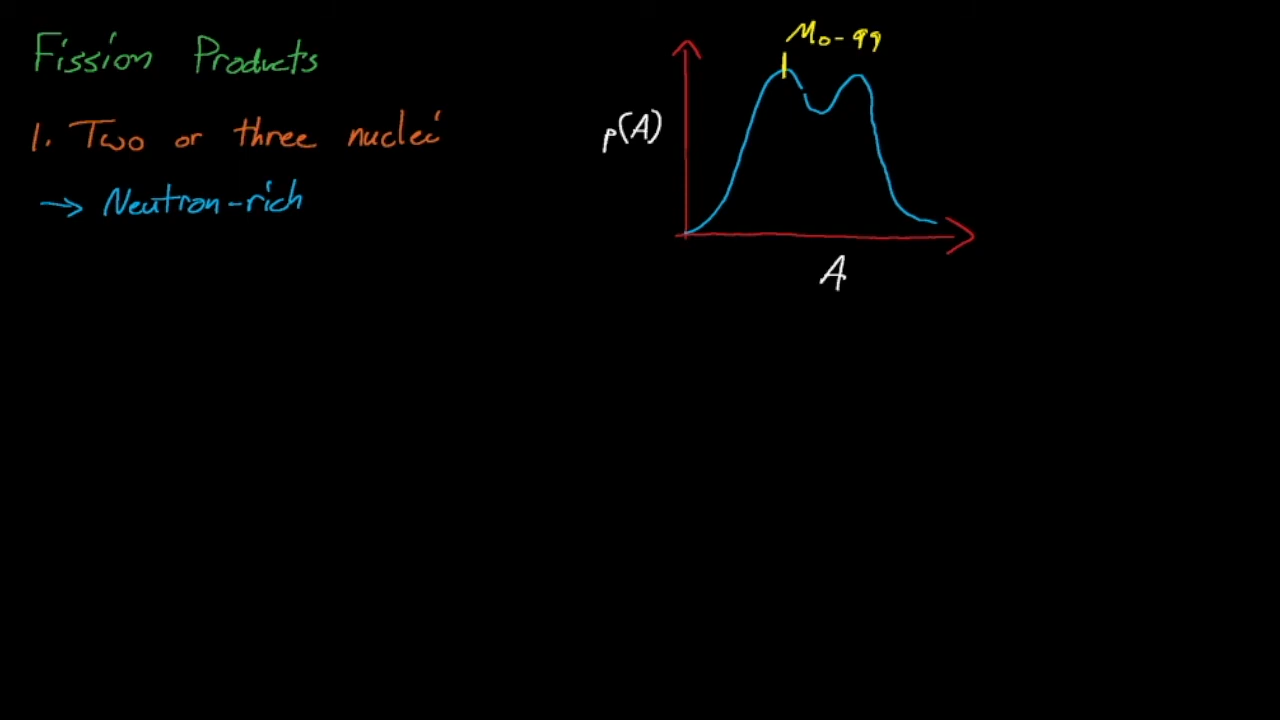 Fission Products
1. Two or three nuclei
→ Neutron-rich
Mo-99
p(A)
A